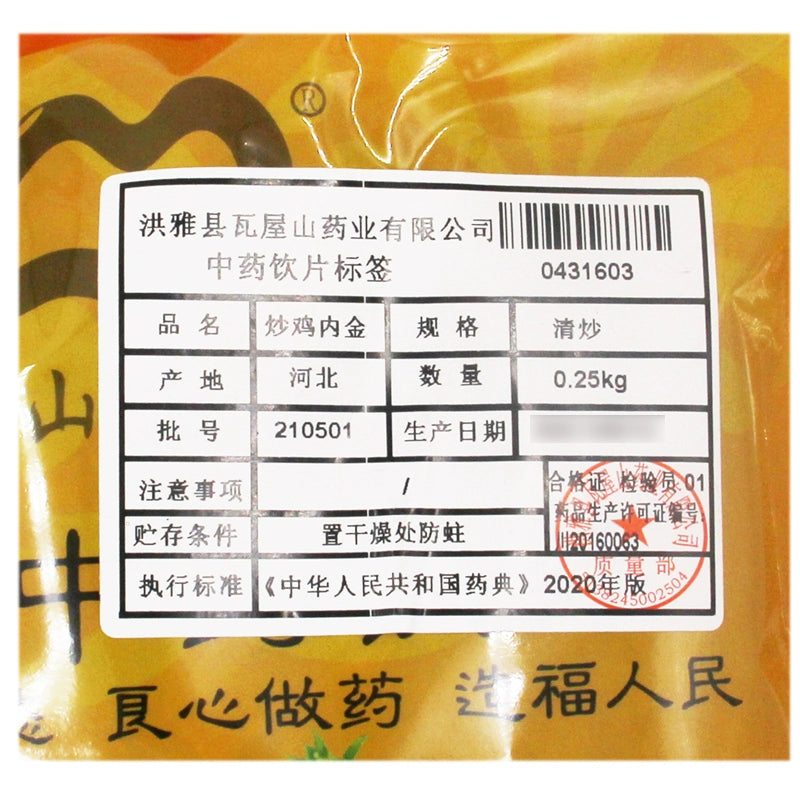 ®
洪雅县瓦屋山药业有限公司
中药饮片标签
0431603
品名 炒鸡内金 规格 清炒
产地 河北 数量 0.25kg
批号 210501 生产日期
注意事项 / 合格证 检验员 01
药品生产许可证编号:
川20160063
贮存条件 置干燥处防蛀
执行标准 《中华人民共和国药典》2020年版
质量部
38245002504
山
中
良心做药 造福人民